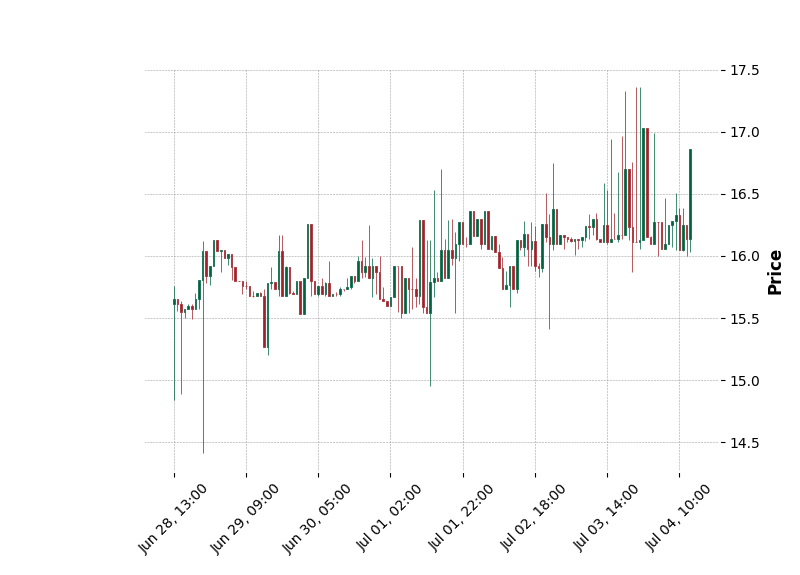 17.5
17.0
16.5
16.0
15.5
15.0
14.5
Price
Jun 28, 13:00
Jun 29, 09:00
Jun 30, 05:00
Jul 01, 02:00
Jul 01, 22:00
Jul 02, 18:00
Jul 03, 14:00
Jul 04, 10:00